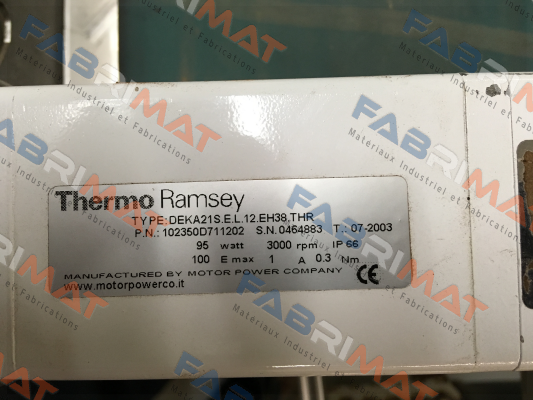 Thermo Ramsey
TYPE:DEKA21S.E.L.12.EH38.THR
P.N.: 102350D711202 S.N.0464883 T.: 07-2003
95 watt 3000 rpm IP 66
100 E max 1 A 0.3 Nm
MANUFACTURED BY MOTOR POWER COMPANY CE
www.motorpowerco.it
FABRIMAT
Materiaux Industriel et Fabrications